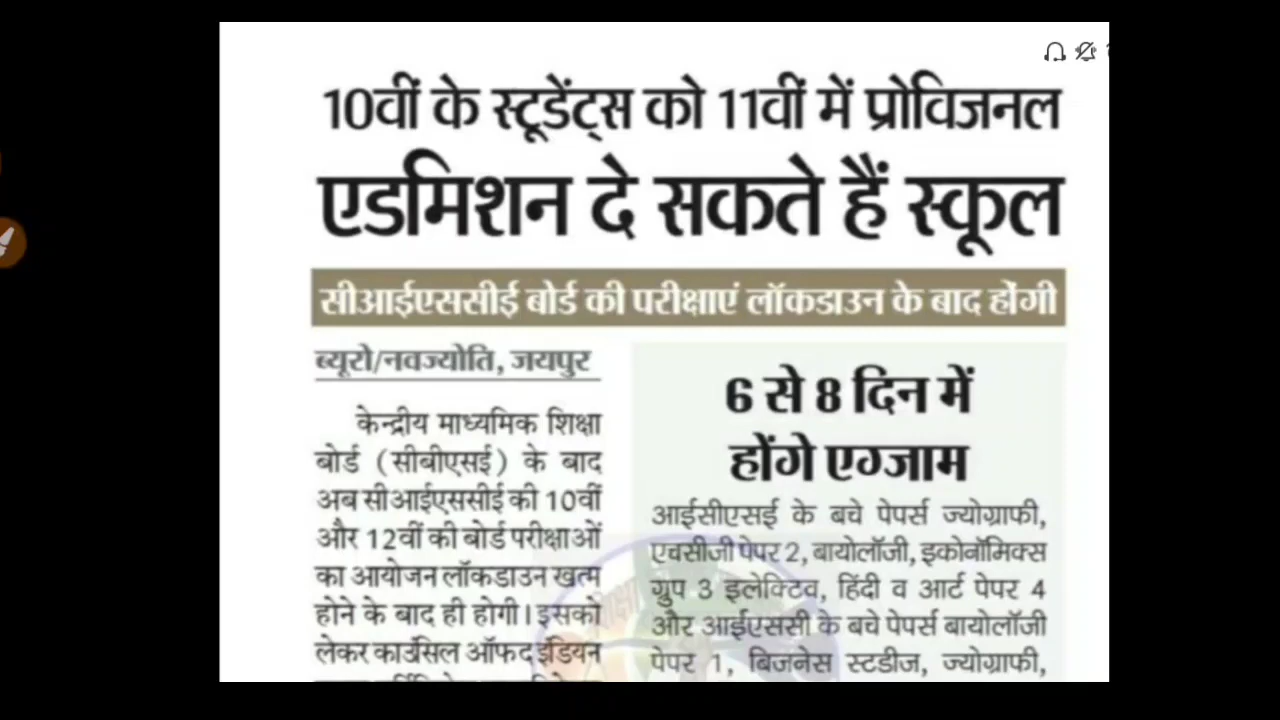 10वीं के स्टूडेंट्स को 11वीं में प्रोविजनल
एडमिशन दे सकते हैं स्कूल
सीआईएससीई बोर्ड की परीक्षाएं लॉकडाउन के बाद होंगी
ब्यूरो/नवज्योति, जयपुर
केन्द्रीय माध्यमिक शिक्षा
बोर्ड (सीबीएसई) के बाद
अब सीआईएससीई की 10वीं
और 12वीं की बोर्ड परीक्षाओं
का आयोजन लॉकडाउन खत्म
होने के बाद ही होगी। इसको
लेकर काउंसिल ऑफ द इंडियन
6 से 8 दिन में
होंगे एग्जाम
आईसीएसई के बचे पेपर्स ज्योग्राफी,
एचसीजी पेपर 2, बायोलॉजी, इकोनॉमिक्स
ग्रुप 3 इलेक्टिव, हिंदी व आर्ट पेपर 4
और आईएससी के बचे पेपर्स बायोलॉजी
पेपर 1, बिजनेस स्टडीज, ज्योग्राफी,